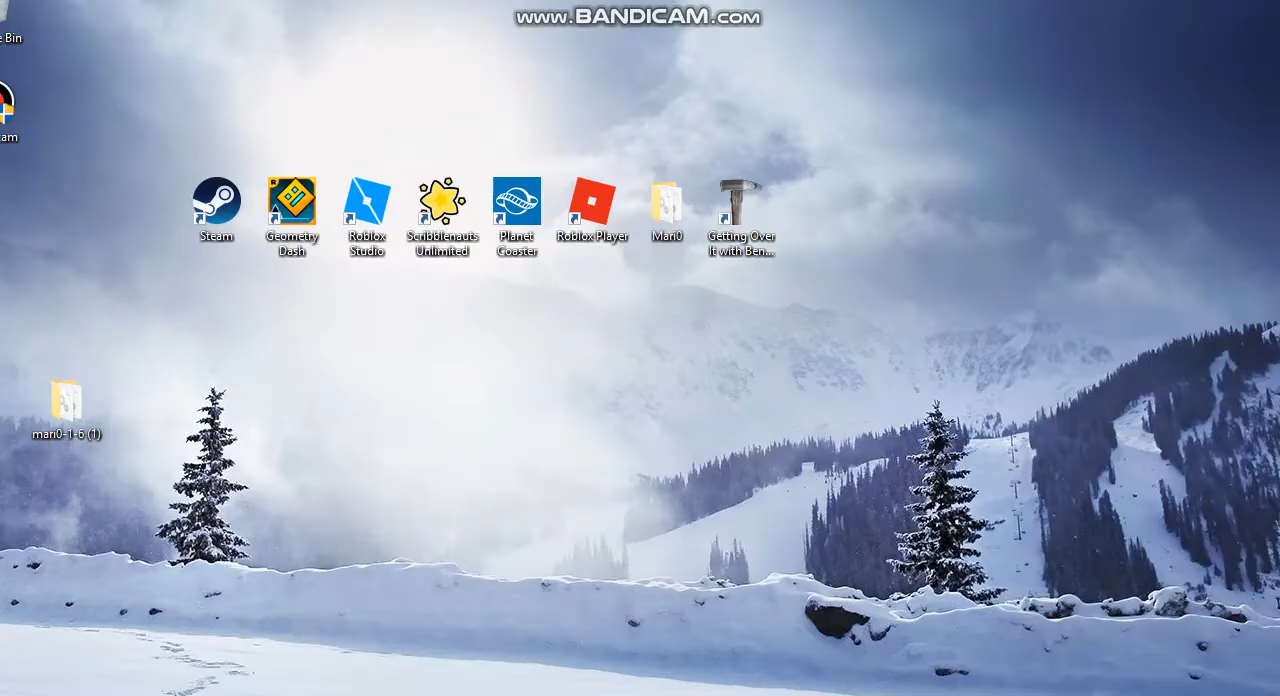 www.BANDICAM.com
e Bin
am
Steam
Geometry
Dash
Roblox
Studio
Scribblenauts
Unlimited
Planet
Coaster
Roblox Player
Mari0
Getting Over
It with Ben...
mari0-1-6 (1)